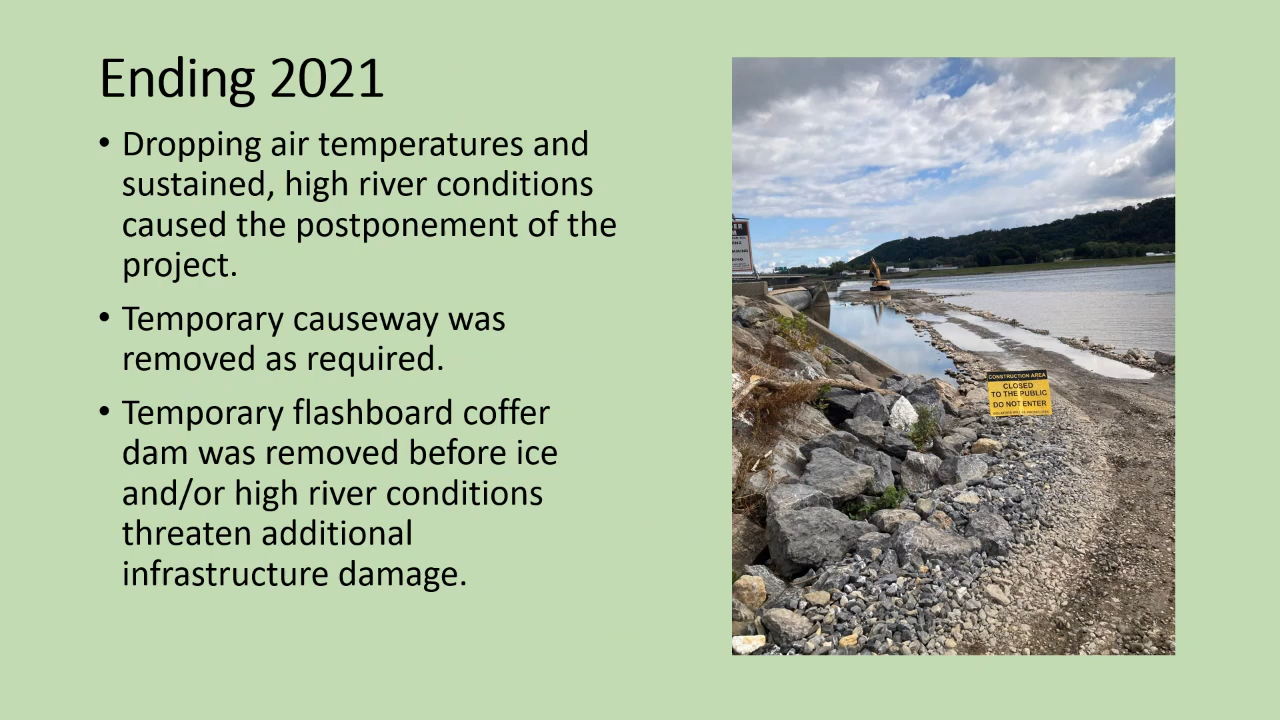 Ending 2021
• Dropping air temperatures and
sustained, high river conditions
caused the postponement of the
project.
• Temporary causeway was
removed as required.
• Temporary flashboard coffer
dam was removed before ice
and/or high river conditions
threaten additional
infrastructure damage.
CONSTRUCTION AREA
CLOSED
TO THE PUBLIC
DO NOT ENTER